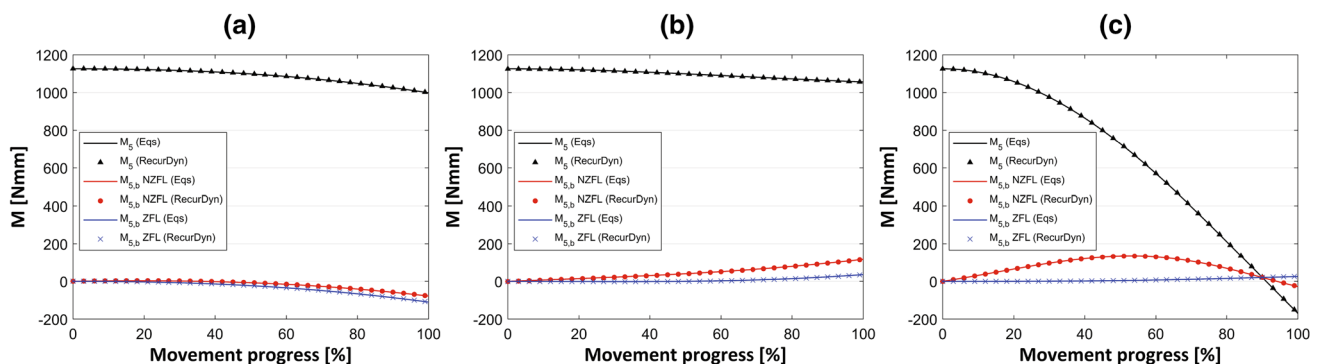 (a)
M [Nmm]
1200
1000
800
600
400
200
0
-200
M5 (Eqs)
M5 (RecurDyn)
M5,b NZFL (Eqs)
M5,b NZFL (RecurDyn)
M5,b ZFL (Eqs)
M5,b ZFL (RecurDyn)
0 20 40 60 80 100
Movement progress [%]
(b)
M [Nmm]
1200
1000
800
600
400
200
0
-200
M5 (Eqs)
M5 (RecurDyn)
M5,b NZFL (Eqs)
M5,b NZFL (RecurDyn)
M5,b ZFL (Eqs)
M5,b ZFL (RecurDyn)
0 20 40 60 80 100
Movement progress [%]
(c)
M [Nmm]
1200
1000
800
600
400
200
0
-200
M5 (Eqs)
M5 (RecurDyn)
M5,b NZFL (Eqs)
M5,b NZFL (RecurDyn)
M5,b ZFL (Eqs)
M5,b ZFL (RecurDyn)
0 20 40 60 80 100
Movement progress [%]